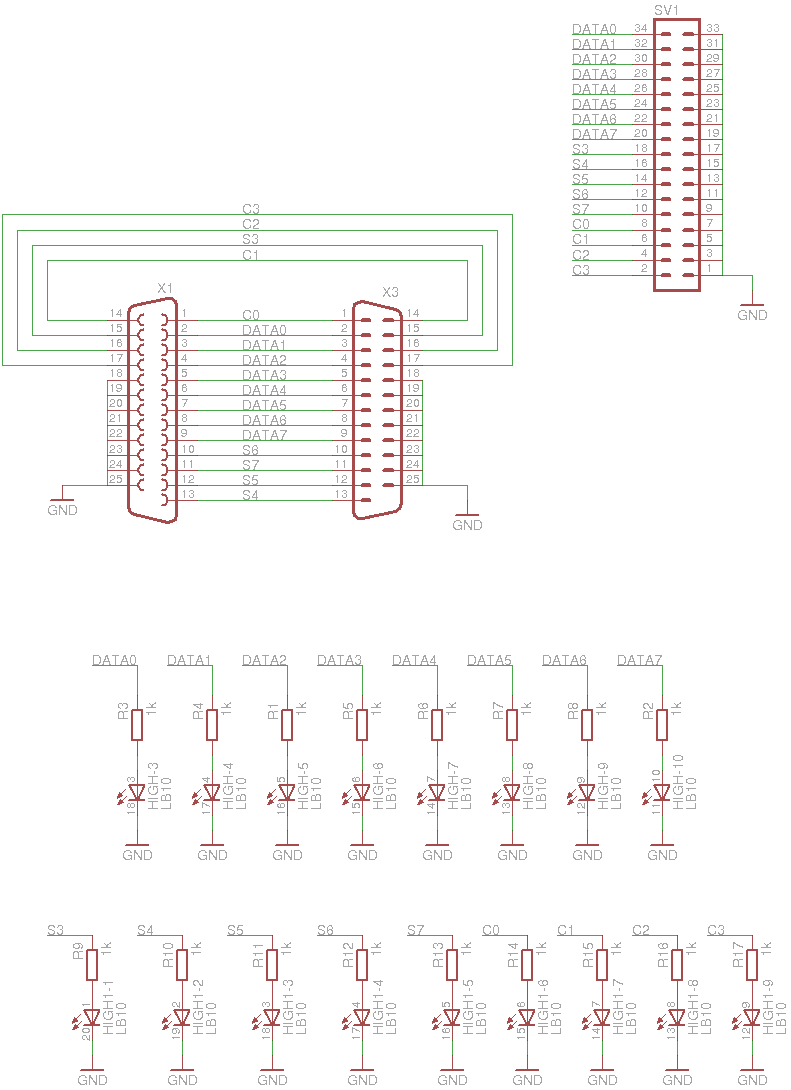 SV1
DATA0 34 33
DATA1 32 31
DATA2 30 29
DATA3 28 27
DATA4 26 25
DATA5 24 23
DATA6 22 21
DATA7 20 19
S3 18 17
S4 16 15
S5 14 13
S6 12 11
S7 10 9
C0 8 7
C1 6 5
C2 4 3
C3 2 1
GND
C3
C2
S3
C1
X1 X3
14 1 C0 1 14
15 2 DATA0 2 15
16 3 DATA1 3 16
17 4 DATA2 4 17
18 5 DATA3 5 18
19 6 DATA4 6 19
20 7 DATA5 7 20
21 8 DATA6 8 21
22 9 DATA7 9 22
23 10 S6 10 23
24 11 S7 11 24
25 12 S5 12 25
13 S4 13
GND GND
DATA0 DATA1 DATA2 DATA3 DATA4 DATA5 DATA6 DATA7
R3 1k R4 1k R1 1k R5 1k R6 1k R7 1k R8 1k R2 1k
3 4 5 6 7 8 9 10
18 17 16 15 14 13 12 11
HIGH-3 HIGH-4 HIGH-5 HIGH-6 HIGH-7 HIGH-8 HIGH-9 HIGH-10
LB10 LB10 LB10 LB10 LB10 LB10 LB10 LB10
GND GND GND GND GND GND GND GND
S3 S4 S5 S6 S7 C0 C1 C2 C3
R9 1k R10 1k R11 1k R12 1k R13 1k R14 1k R15 1k R16 1k R17 1k
1 2 3 4 5 6 7 8 9
20 19 18 17 16 15 14 13 12
HIGH1-1 HIGH1-2 HIGH1-3 HIGH1-4 HIGH1-5 HIGH1-6 HIGH1-7 HIGH1-8 HIGH1-9
LB10 LB10 LB10 LB10 LB10 LB10 LB10 LB10 LB10
GND GND GND GND GND GND GND GND GND